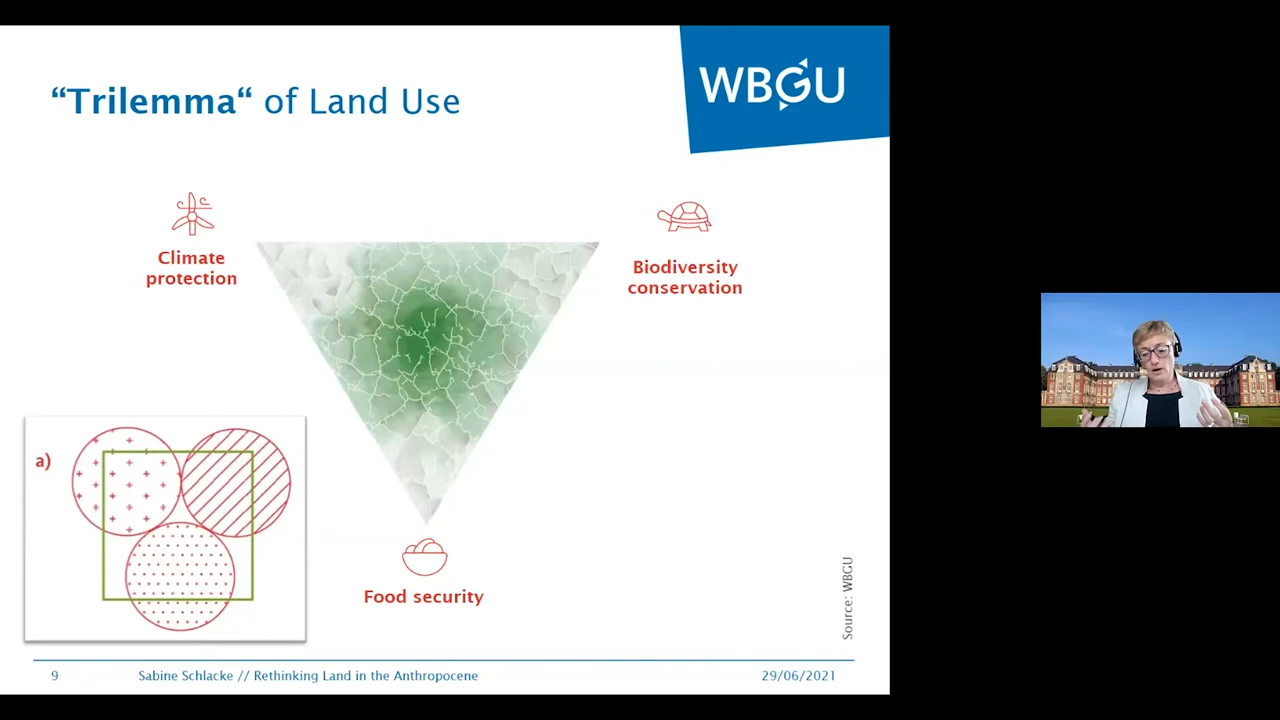 “Trilemma“ of Land Use
WBGU
Climate
protection
Biodiversity
conservation
a)
Food security
Source: WBGU
9
Sabine Schlacke // Rethinking Land in the Anthropocene
29/06/2021